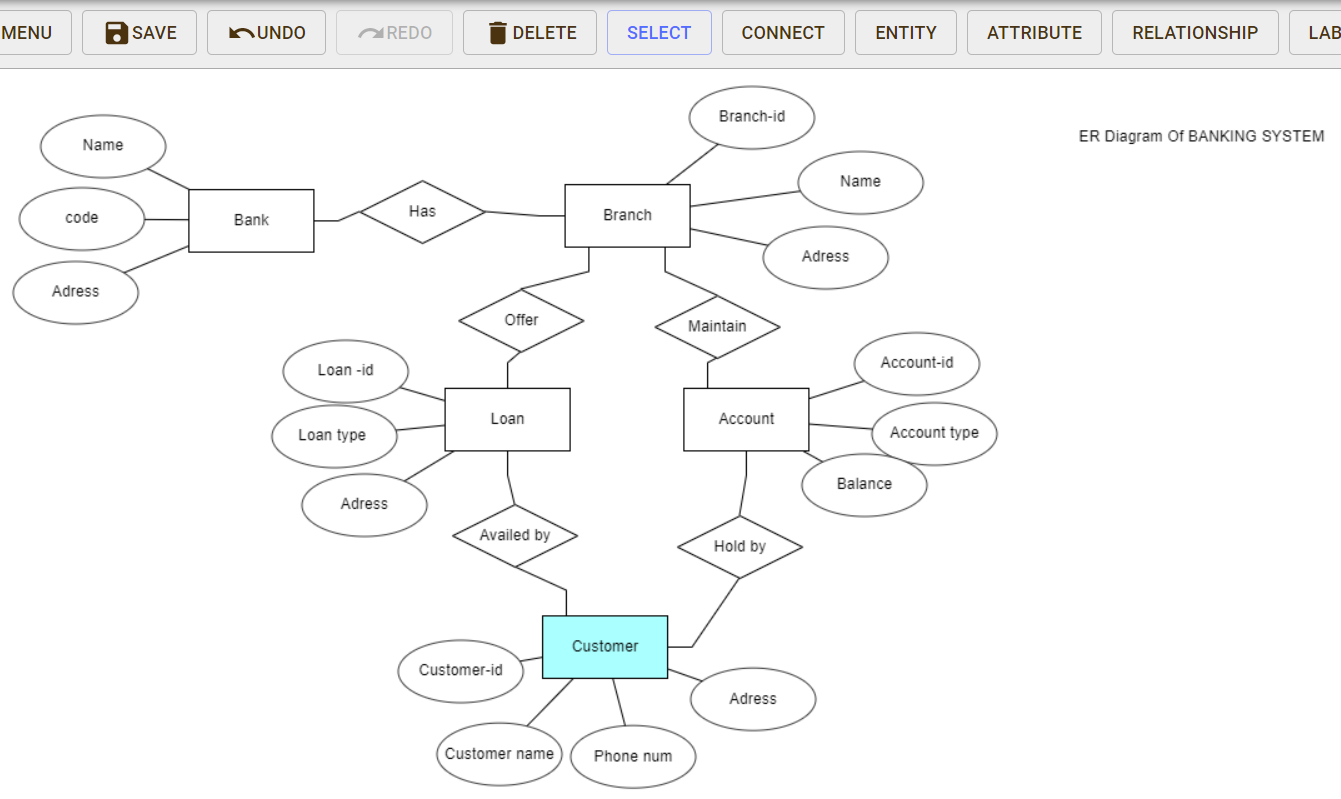 MENU
SAVE
UNDO
REDO
DELETE
SELECT
CONNECT
ENTITY
ATTRIBUTE
RELATIONSHIP
LAB
Branch-id
ER Diagram Of BANKING SYSTEM
Name
Name
code
Bank
Has
Branch
Adress
Adress
Offer
Maintain
Loan -id
Account-id
Loan type
Loan
Account
Account type
Adress
Balance
Availed by
Hold by
Customer
Customer-id
Adress
Customer name
Phone num